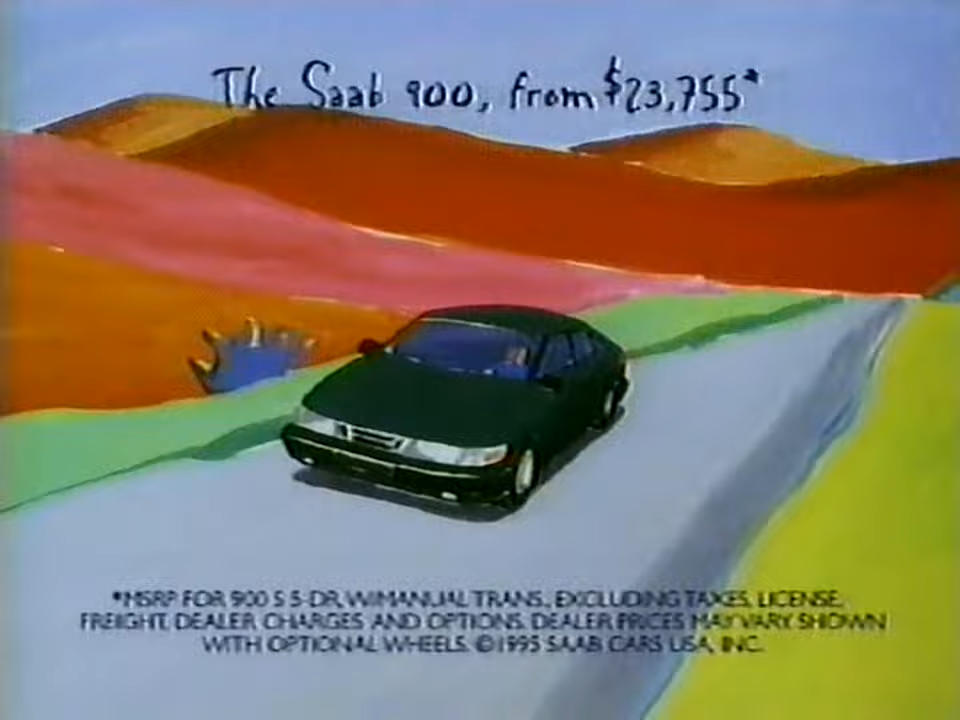 The Saab 900, from $23,755*
*MSRP FOR 900 S 5-DR, W/MANUAL TRANS., EXCLUDING TAXES, LICENSE,
FREIGHT, DEALER CHARGES AND OPTIONS. DEALER PRICES MAY VARY. SHOWN
WITH OPTIONAL WHEELS. ©1995 SAAB CARS USA, INC.